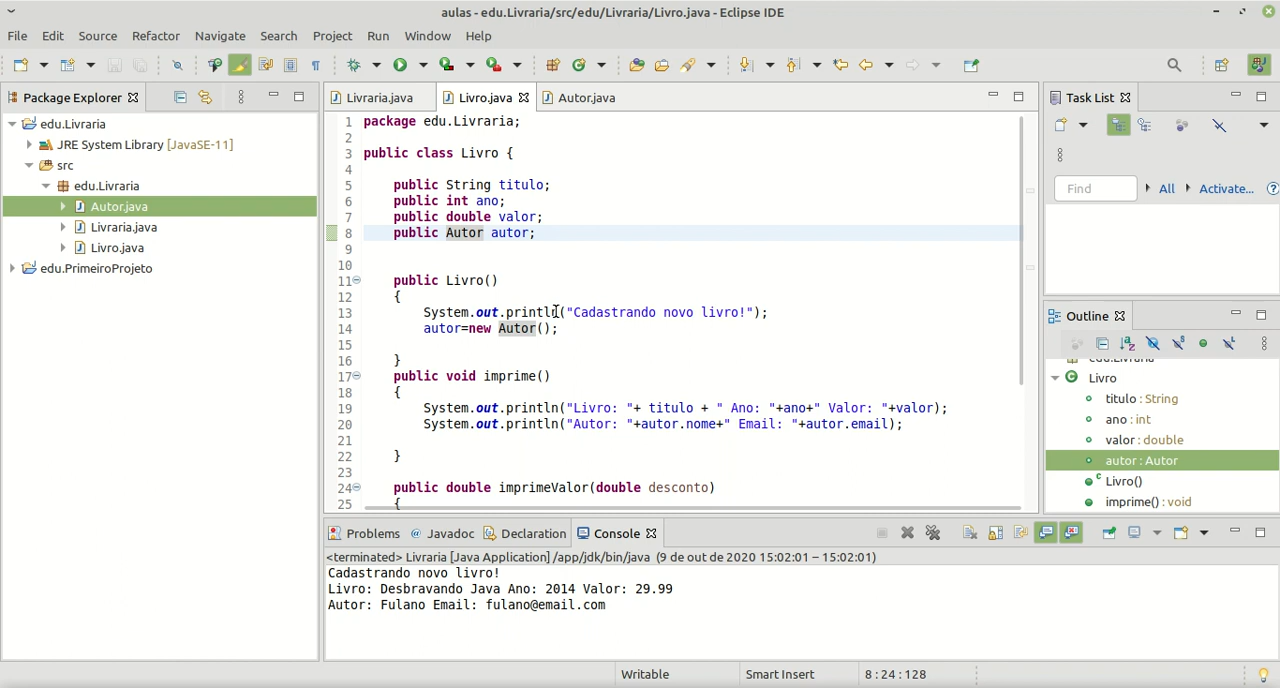 aulas - edu.Livraria/src/edu/Livraria/Livro.java - Eclipse IDE
File Edit Source Refactor Navigate Search Project Run Window Help
Package Explorer
edu.Livraria
JRE System Library [JavaSE-11]
src
edu.Livraria
Autor.java
Livraria.java
Livro.java
edu.PrimeiroProjeto
Livraria.java Livro.java Autor.java
1 package edu.Livraria;
2
3 public class Livro {
4
5 public String titulo;
6 public int ano;
7 public double valor;
8 public Autor autor;
9
10
11 public Livro()
12 {
13 System.out.println("Cadastrando novo livro!");
14 autor=new Autor();
15
16 }
17 public void imprime()
18 {
19 System.out.println("Livro: "+ titulo + " Ano: "+ano+" Valor: "+valor);
20 System.out.println("Autor: "+autor.nome+" Email: "+autor.email);
21
22 }
23
24 public double imprimeValor(double desconto)
25 {
Task List
Find All Activate...
Outline
edu.Livraria
Livro
titulo : String
ano : int
valor : double
autor : Autor
Livro()
imprime() : void
Problems @ Javadoc Declaration Console
<terminated> Livraria [Java Application] /app/jdk/bin/java (9 de out de 2020 15:02:01 – 15:02:01)
Cadastrando novo livro!
Livro: Desbravando Java Ano: 2014 Valor: 29.99
Autor: Fulano Email: fulano@email.com
Writable Smart Insert 8 : 24 : 128